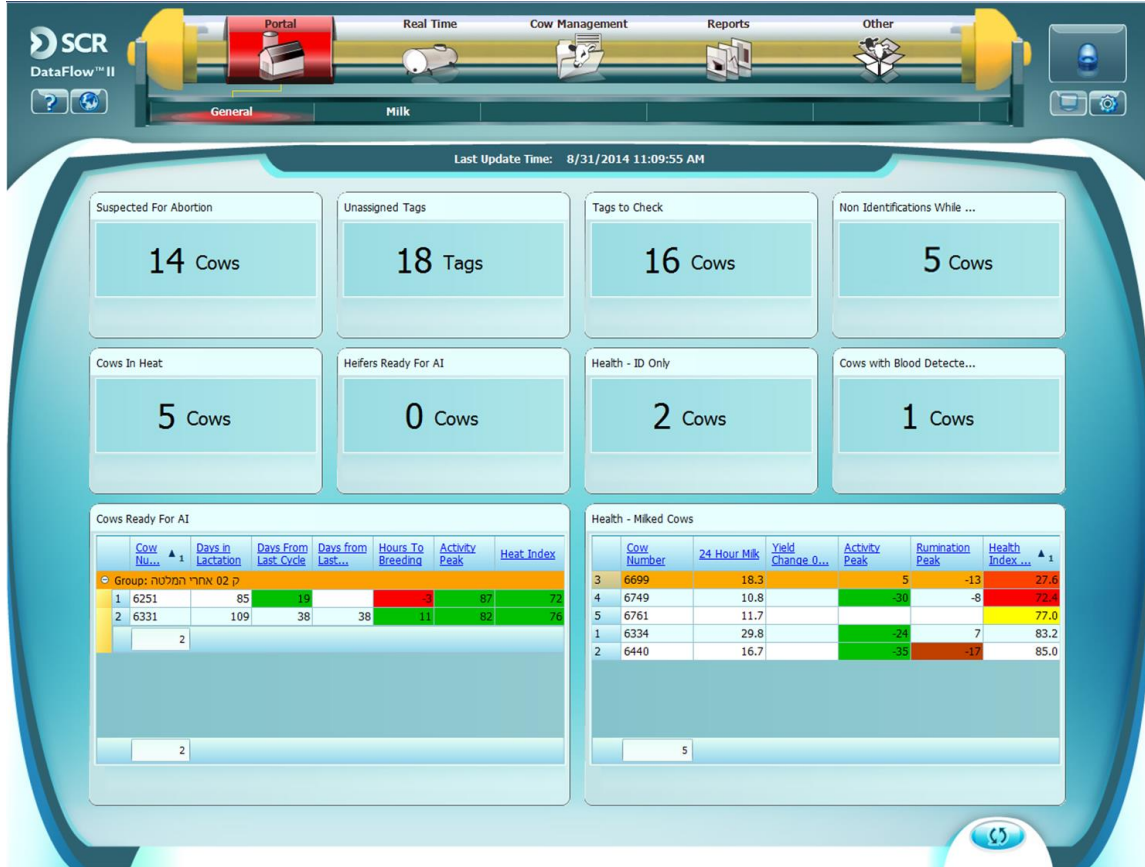 SCR
DataFlow™II
?
Portal
Real Time
Cow Management
Reports
Other
General
Milk
Last Update Time: 8/31/2014 11:09:55 AM
Suspected For Abortion
14 Cows
Unassigned Tags
18 Tags
Tags to Check
16 Cows
Non Identifications While ...
5 Cows
Cows In Heat
5 Cows
Heifers Ready For AI
0 Cows
Health - ID Only
2 Cows
Cows with Blood Detecte...
1 Cows
Cows Ready For AI
Cow Nu... ▲ 1 Days in Lactation Days From Last Cycle Days from Last... Hours To Breeding Activity Peak Heat Index
Group: ק 02 אחרי המלטה
1 6251 85 19 -3 87 72
2 6331 109 38 38 11 82 76
2
2
Health - Milked Cows
Cow Number 24 Hour Milk Yield Change 0... Activity Peak Rumination Peak Health Index ... ▲ 1
3 6699 18.3 5 -13 27.6
4 6749 10.8 -30 -8 72.4
5 6761 11.7 77.0
1 6334 29.8 -24 7 83.2
2 6440 16.7 -35 -17 85.0
5